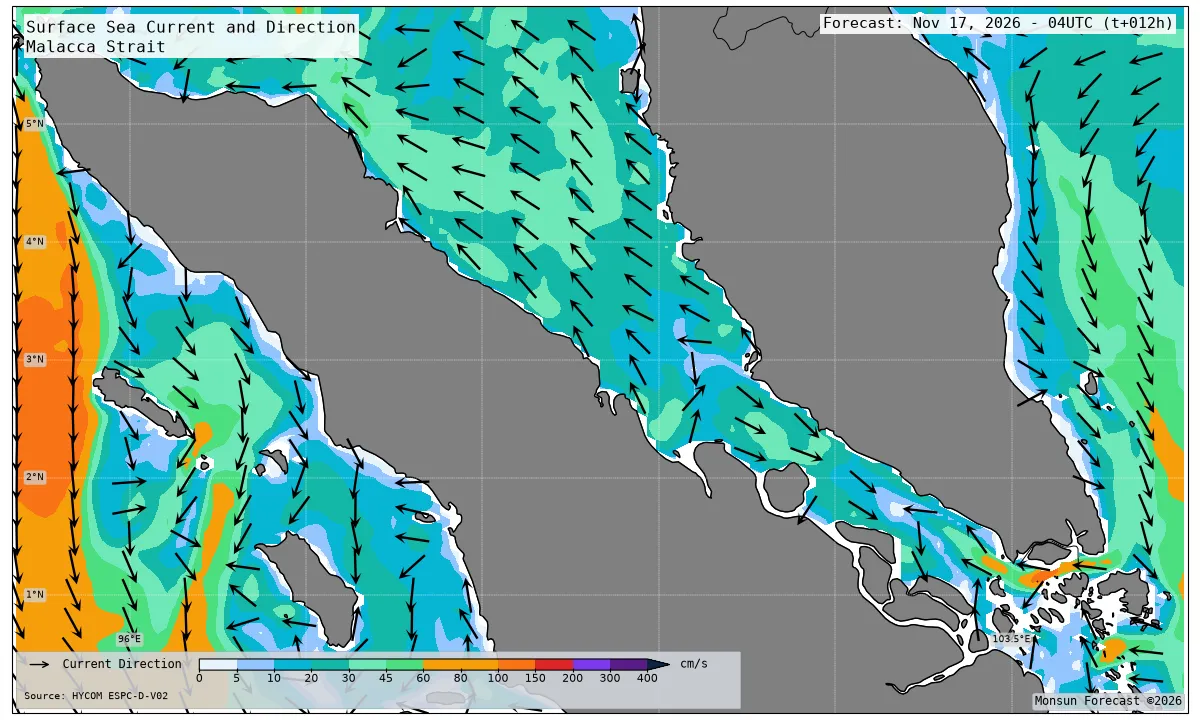 Surface Sea Current and Direction
Malacca Strait
Forecast: Nov 17, 2026 - 04UTC (t+012h)
5°N
4°N
3°N
2°N
1°N
96°E
103.5°E
Current Direction
0 5 10 20 30 45 60 80 100 150 200 300 400
cm/s
Source: HYCOM ESPC-D-V02
Monsun Forecast ©2026